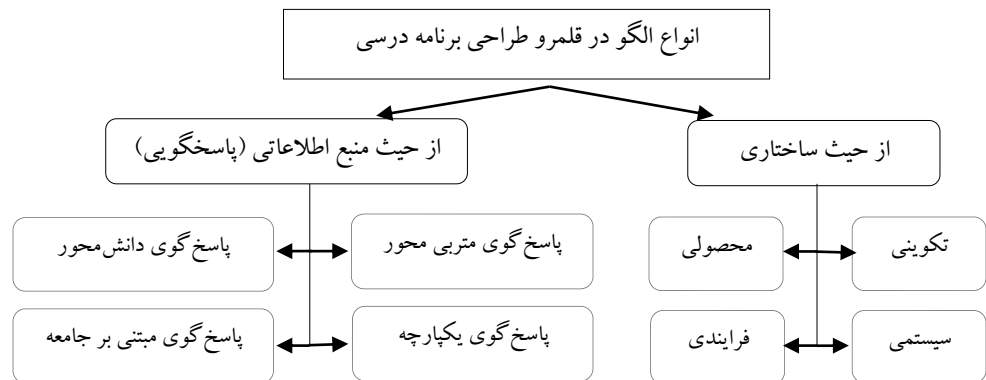 انواع الگو در قلمرو طراحی برنامه درسی
از حیث ساختاری
از حیث منبع اطلاعاتی (پاسخگویی)
تکوینی
محصولی
پاسخ‌گوی متربی محور
پاسخ‌گوی دانش‌محور
سیستمی
فرایندی
پاسخ‌گوی یکپارچه
پاسخ‌گوی مبتنی بر جامعه